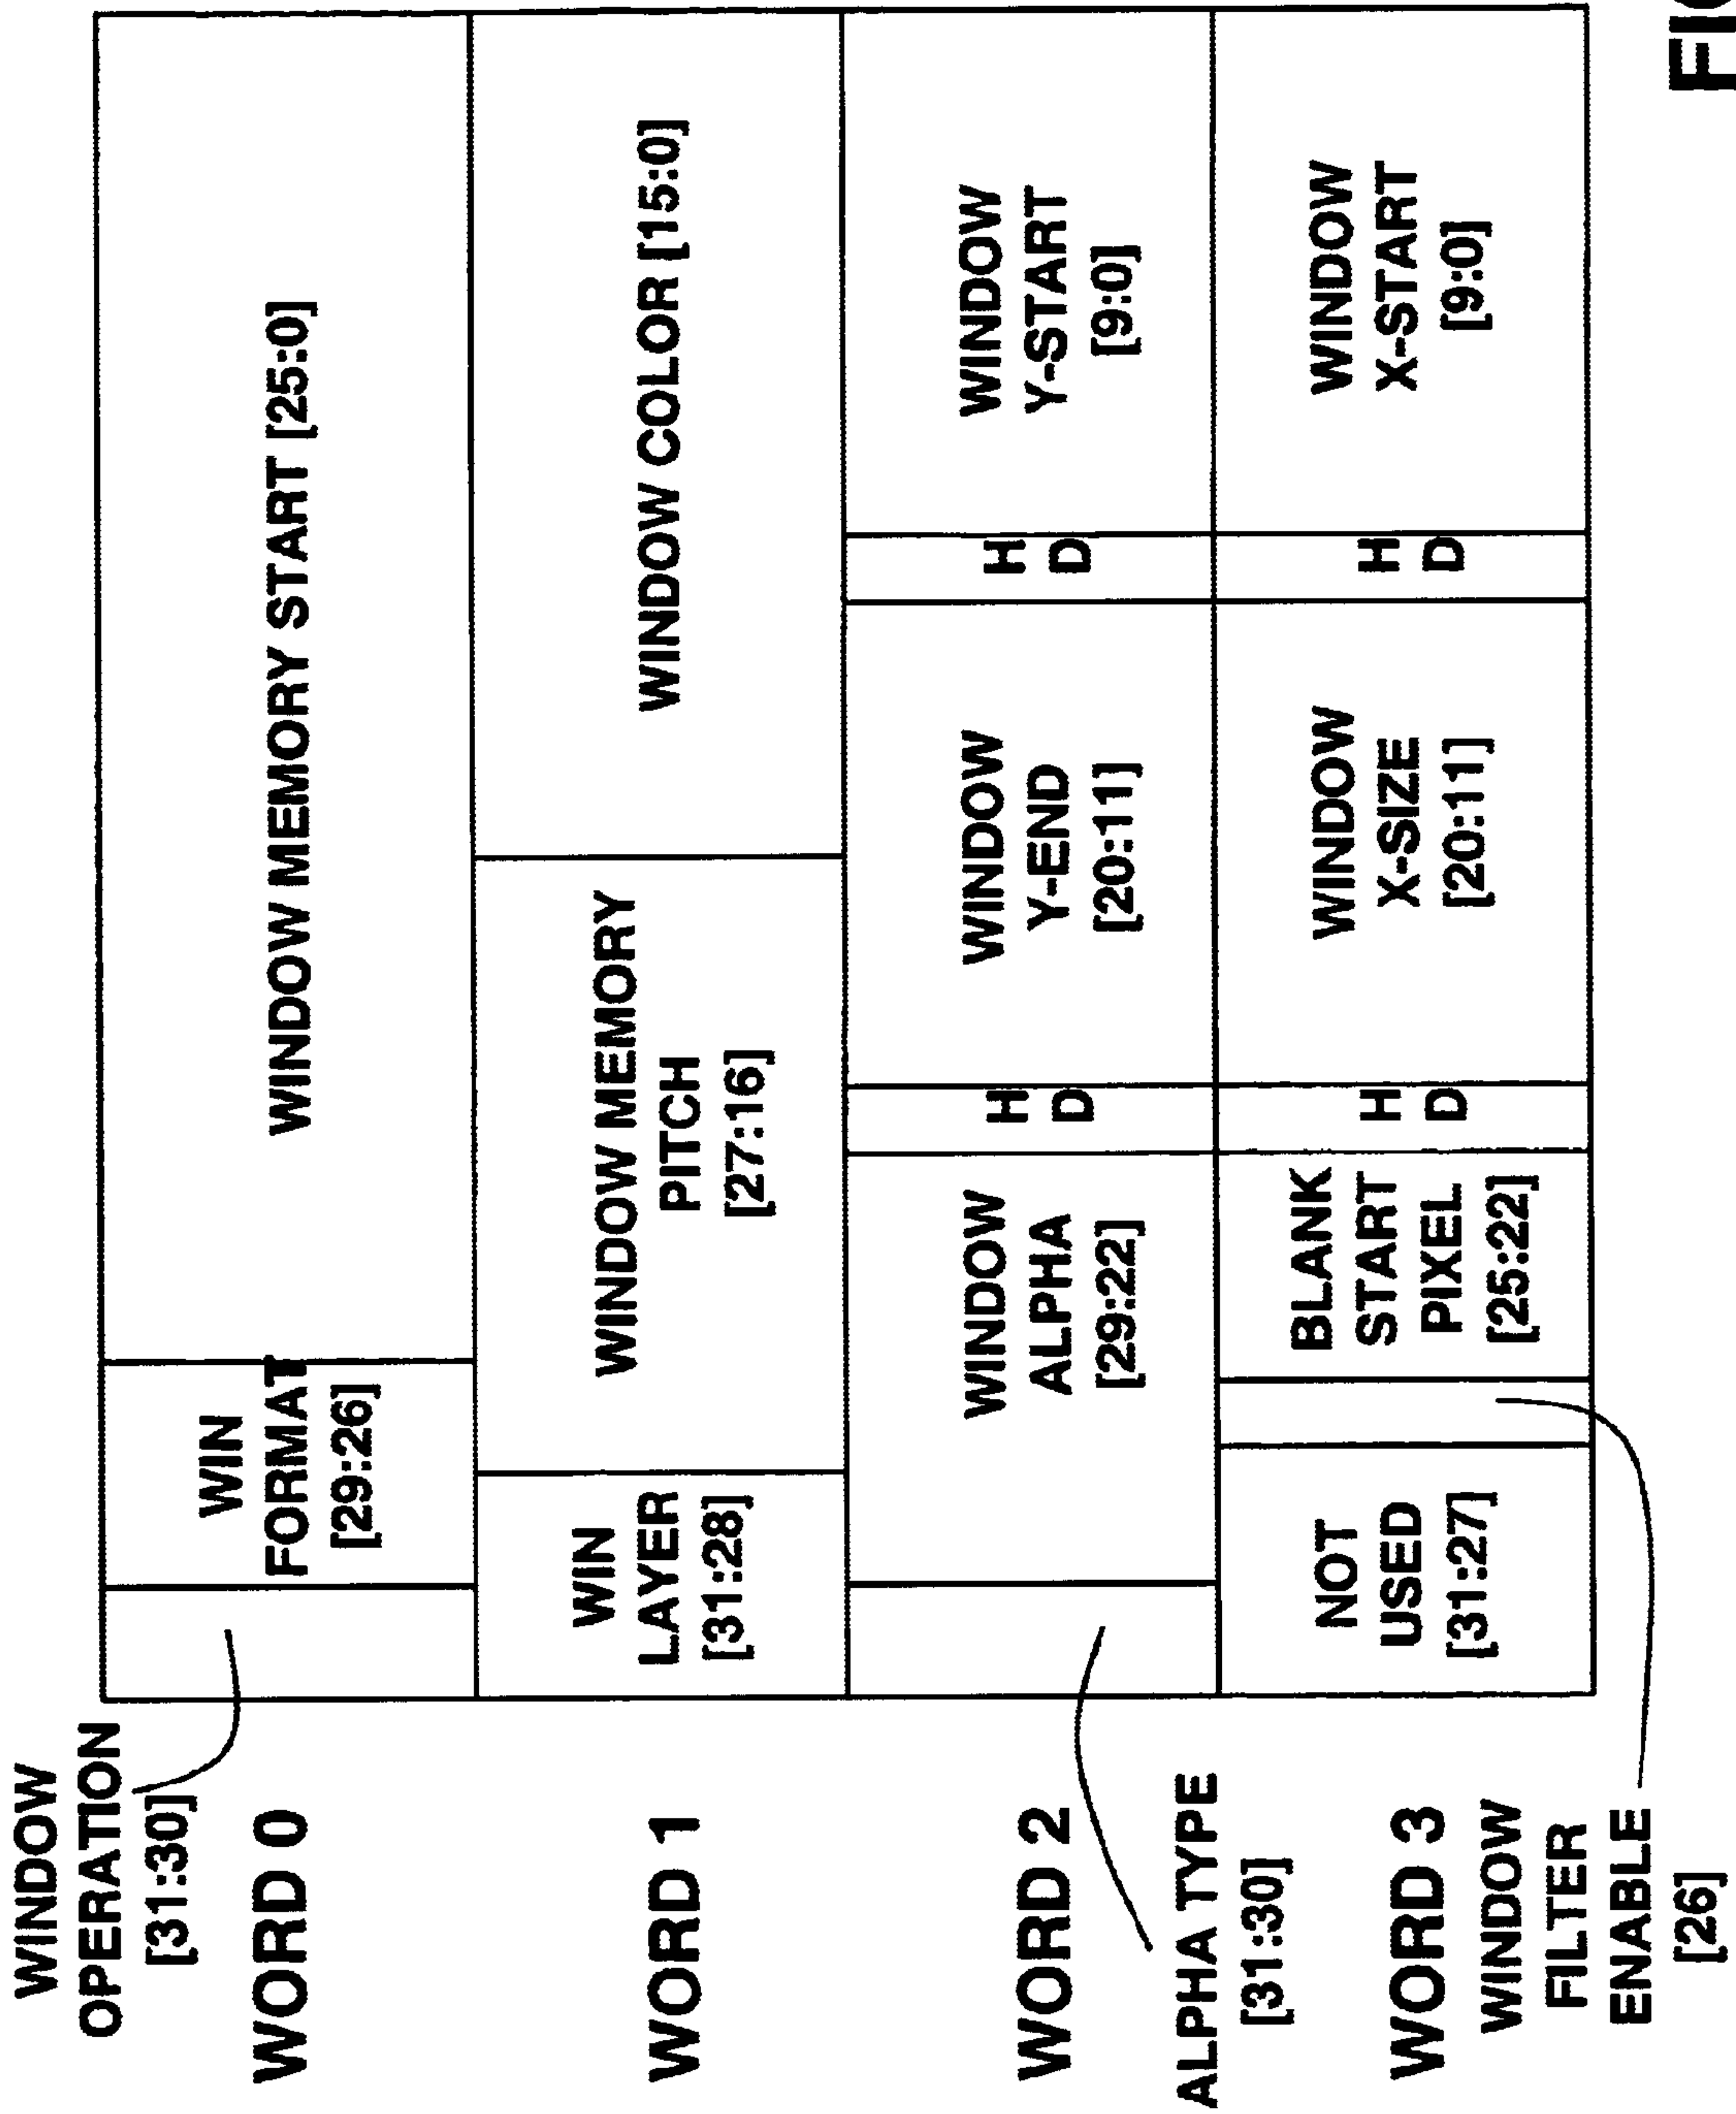 WINDOW
OPERATION
[31:30]
WORD 0
WIN
FORMAT
[29:26]
WINDOW MEMORY START [25:0]
WORD 1
WIN
LAYER
[31:28]
WINDOW MEMORY
PITCH
[27:16]
WINDOW COLOR [15:0]
WORD 2
ALPHA TYPE
[31:30]
WINDOW
ALPHA
[29:22]
H
D
WINDOW
Y-END
[20:11]
H
D
WINDOW
Y-START
[9:0]
WORD 3
WINDOW
FILTER
ENABLE
[26]
NOT
USED
[31:27]
BLANK
START
PIXEL
[25:22]
H
D
WINDOW
X-SIZE
[20:11]
H
D
WINDOW
X-START
[9:0]